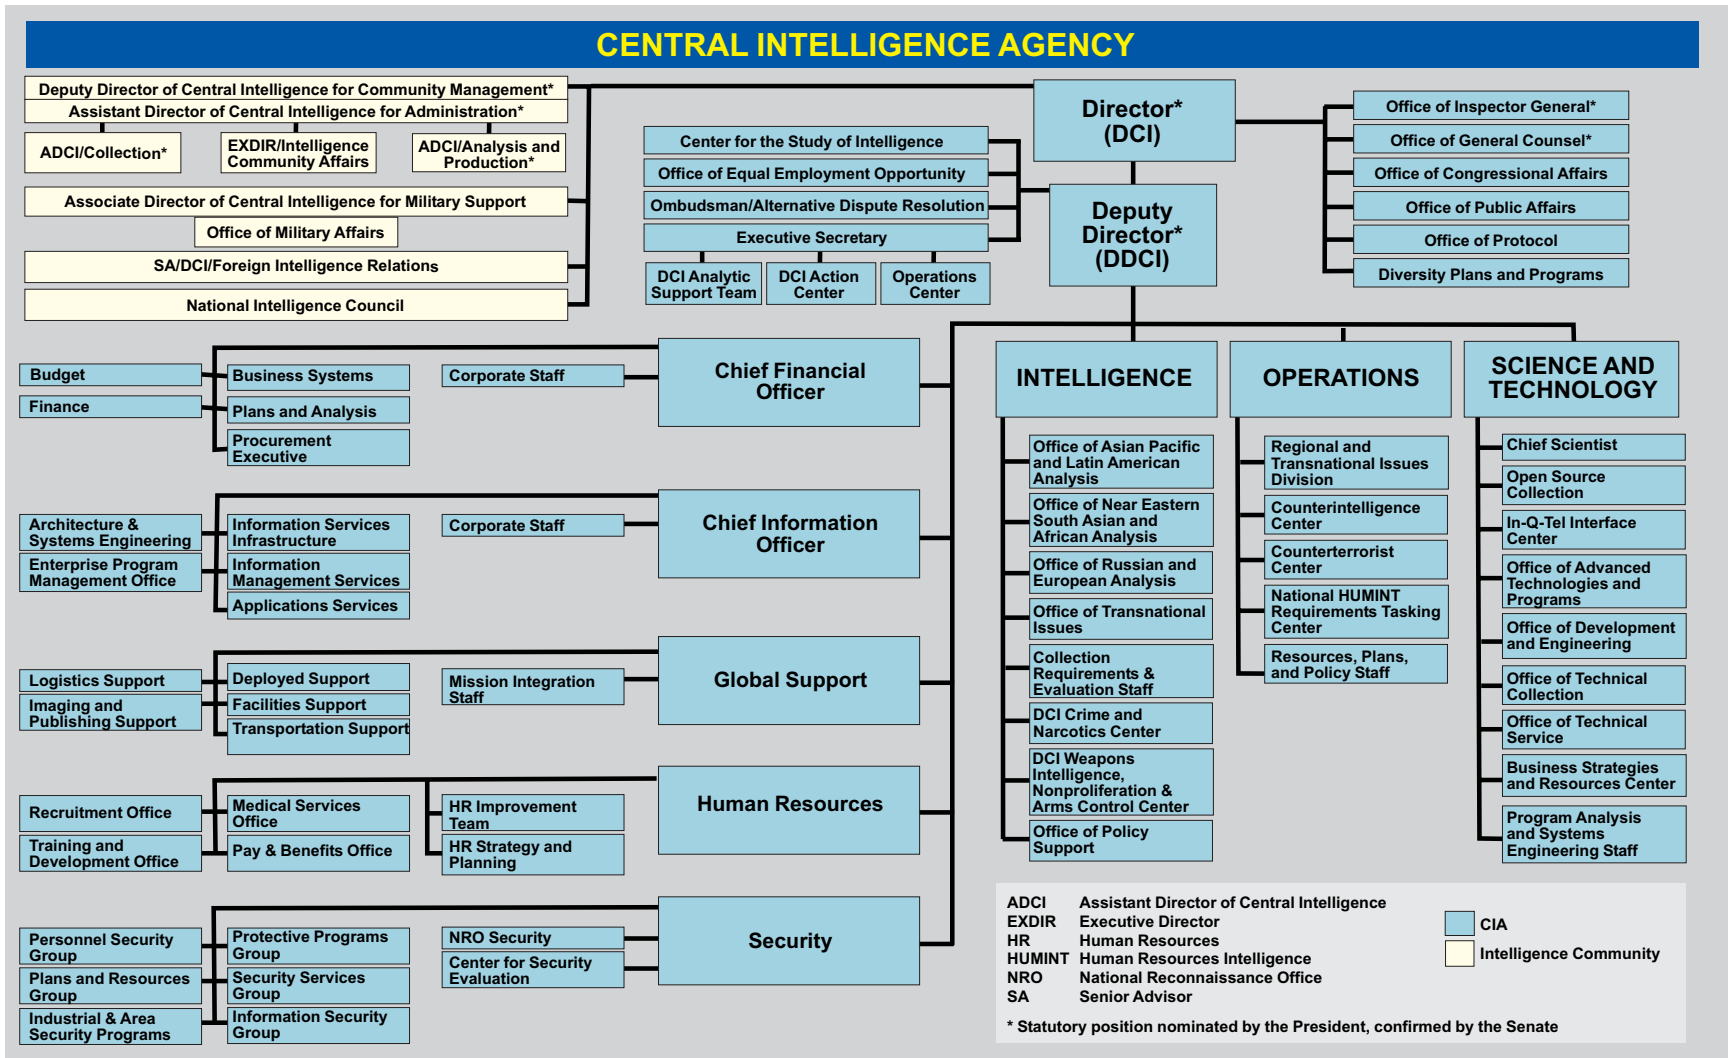 CENTRAL INTELLIGENCE AGENCY
Deputy Director of Central Intelligence for Community Management*
Assistant Director of Central Intelligence for Administration*
ADCI/Collection*
EXDIR/Intelligence
Community Affairs
ADCI/Analysis and
Production*
Associate Director of Central Intelligence for Military Support
Office of Military Affairs
SA/DCI/Foreign Intelligence Relations
National Intelligence Council
Director*
(DCI)
Deputy
Director*
(DDCI)
Center for the Study of Intelligence
Office of Equal Employment Opportunity
Ombudsman/Alternative Dispute Resolution
Executive Secretary
DCI Analytic
Support Team
DCI Action
Center
Operations
Center
Office of Inspector General*
Office of General Counsel*
Office of Congressional Affairs
Office of Public Affairs
Office of Protocol
Diversity Plans and Programs
Chief Financial
Officer
Budget
Finance
Business Systems
Plans and Analysis
Procurement
Executive
Corporate Staff
Chief Information
Officer
Architecture &
Systems Engineering
Enterprise Program
Management Office
Information Services
Infrastructure
Information
Management Services
Applications Services
Corporate Staff
Global Support
Logistics Support
Imaging and
Publishing Support
Deployed Support
Facilities Support
Transportation Support
Mission Integration
Staff
Human Resources
Recruitment Office
Training and
Development Office
Medical Services
Office
Pay & Benefits Office
HR Improvement
Team
HR Strategy and
Planning
Security
Personnel Security
Group
Plans and Resources
Group
Industrial & Area
Security Programs
Protective Programs
Group
Security Services
Group
Information Security
Group
NRO Security
Center for Security
Evaluation
INTELLIGENCE
Office of Asian Pacific
and Latin American
Analysis
Office of Near Eastern
South Asian and
African Analysis
Office of Russian and
European Analysis
Office of Transnational
Issues
Collection
Requirements &
Evaluation Staff
DCI Crime and
Narcotics Center
DCI Weapons
Intelligence,
Nonproliferation &
Arms Control Center
Office of Policy
Support
OPERATIONS
Regional and
Transnational Issues
Division
Counterintelligence
Center
Counterterrorist
Center
National HUMINT
Requirements Tasking
Center
Resources, Plans,
and Policy Staff
SCIENCE AND
TECHNOLOGY
Chief Scientist
Open Source
Collection
In-Q-Tel Interface
Center
Office of Advanced
Technologies and
Programs
Office of Development
and Engineering
Office of Technical
Collection
Office of Technical
Service
Business Strategies
and Resources Center
Program Analysis
and Systems
Engineering Staff
ADCI Assistant Director of Central Intelligence
EXDIR Executive Director
HR Human Resources
HUMINT Human Resources Intelligence
NRO National Reconnaissance Office
SA Senior Advisor
CIA
Intelligence Community
* Statutory position nominated by the President, confirmed by the Senate